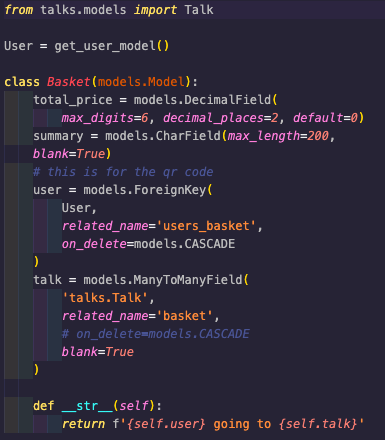 from talks.models import Talk
User = get_user_model()
class Basket(models.Model):
    total_price = models.DecimalField(
        max_digits=6, decimal_places=2, default=0)
    summary = models.CharField(max_length=200,
    blank=True)
    # this is for the qr code
    user = models.ForeignKey(
        User,
        related_name='users_basket',
        on_delete=models.CASCADE
    )
    talk = models.ManyToManyField(
        'talks.Talk',
        related_name='basket',
        # on_delete=models.CASCADE
        blank=True
    )
    def __str__(self):
        return f'{self.user} going to {self.talk}'